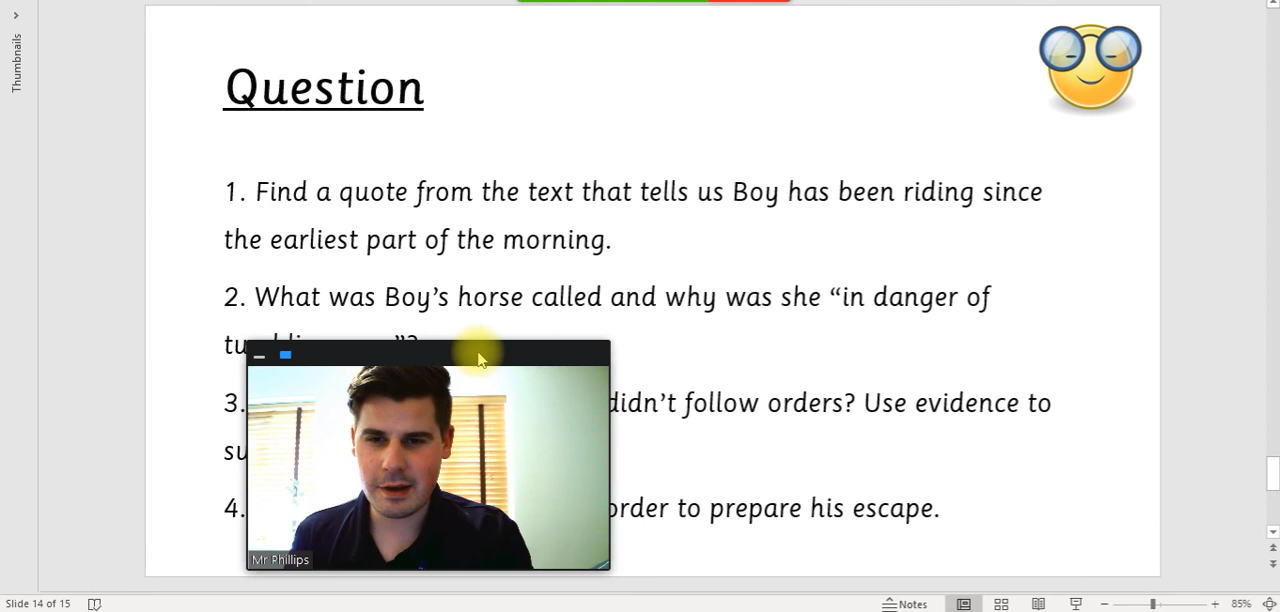 Thumbnails
Question
1. Find a quote from the text that tells us Boy has been riding since
the earliest part of the morning.
2. What was Boy's horse called and why was she “in danger of
”?
3. didn't follow orders? Use evidence to
4. order to prepare his escape.
Mr Phillips
Slide 14 of 15
Notes
85%